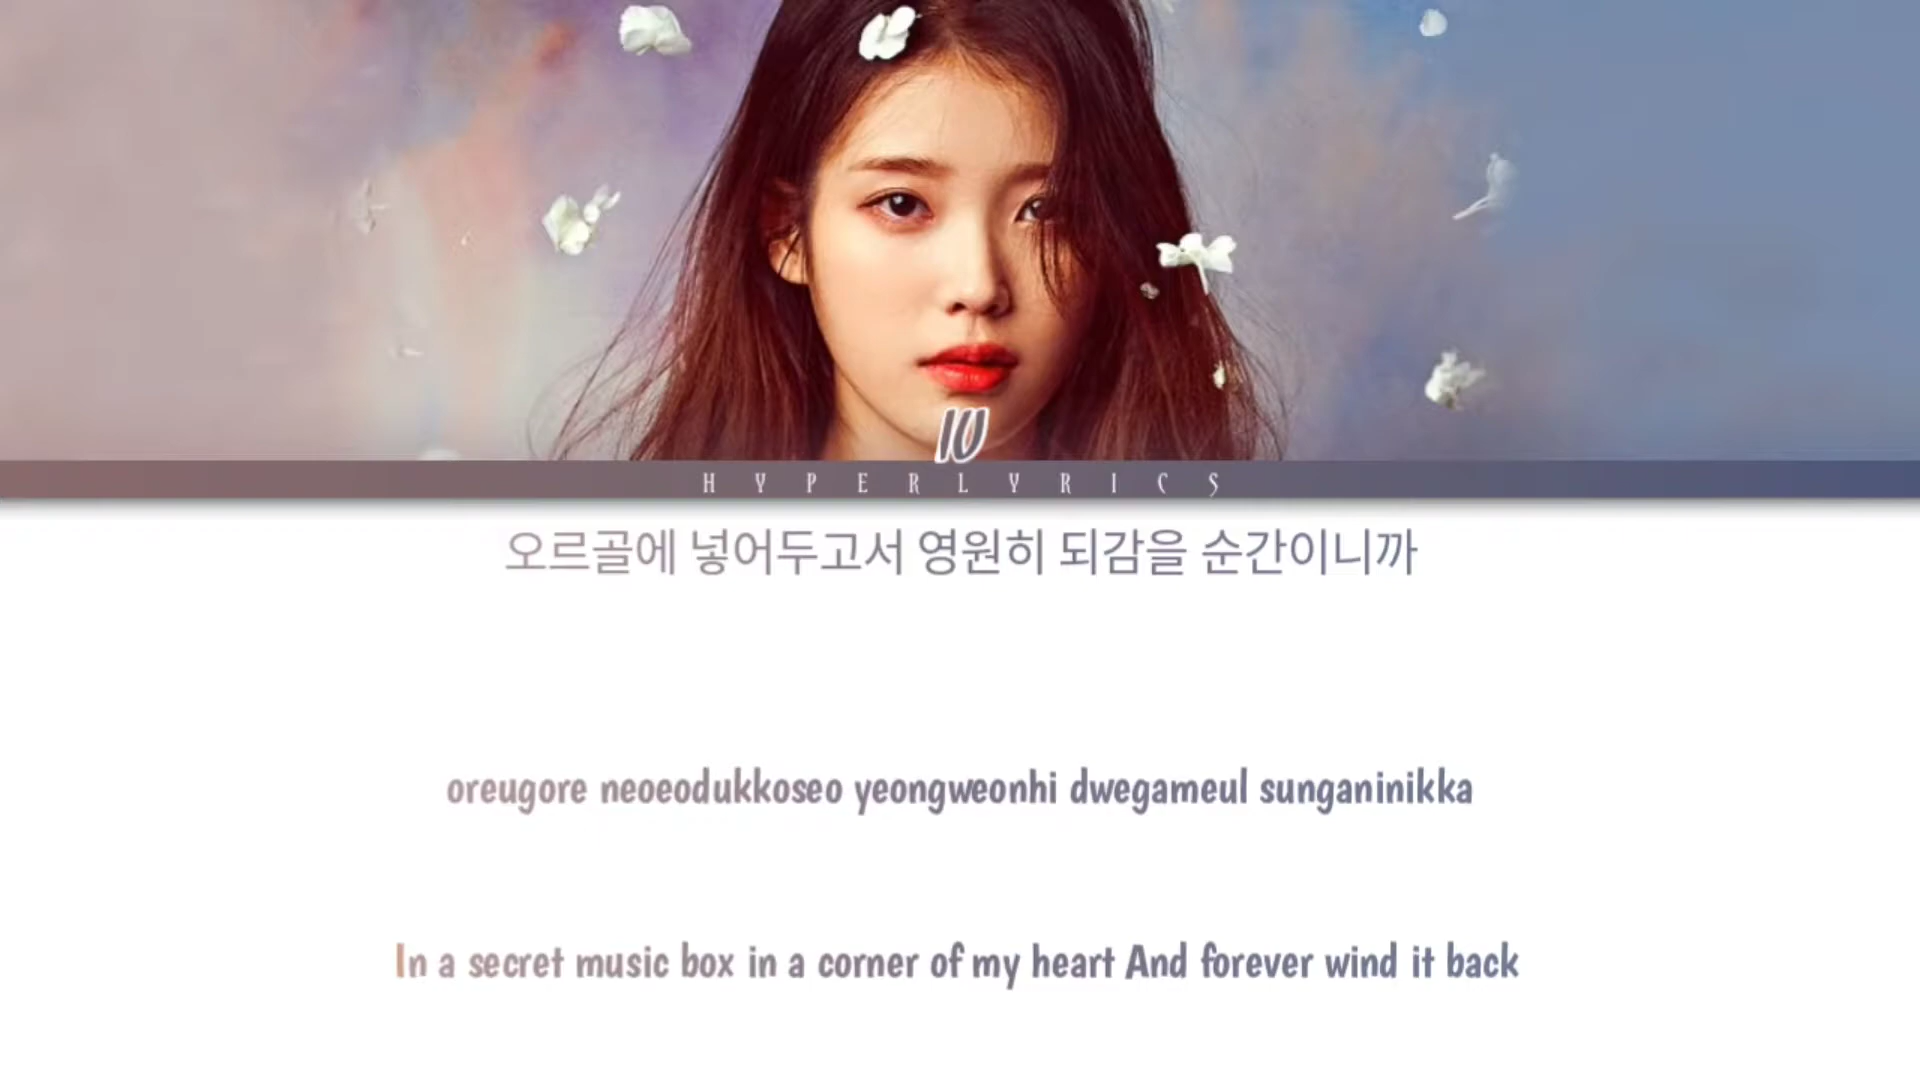 IU
HYPERLYRICS
오르골에 넣어두고서 영원히 되감을 순간이니까
oreugore neoeodukkoseo yeongweonhi dwegameul sunganinikka
In a secret music box in a corner of my heart And forever wind it back